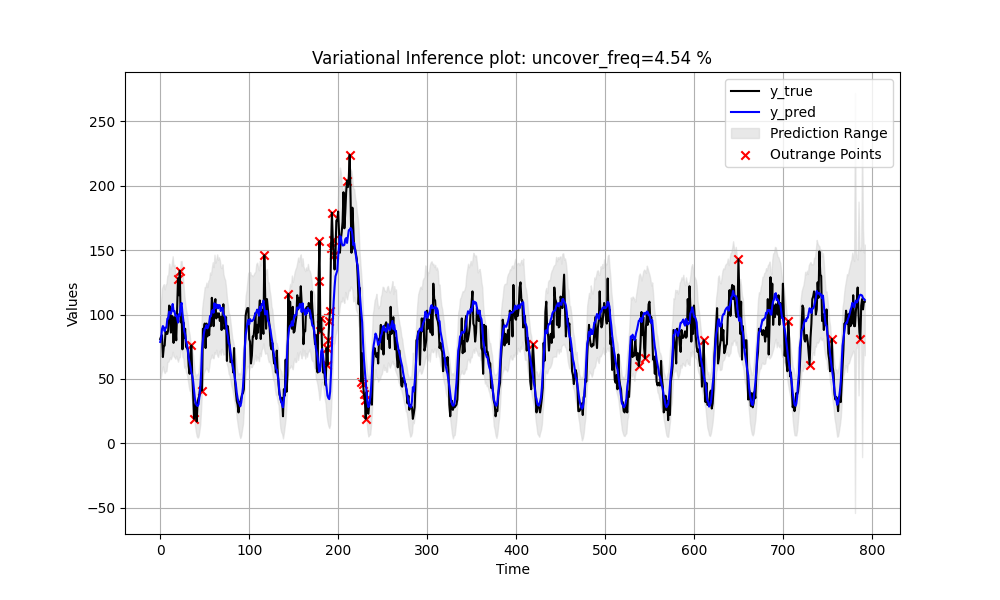 Variational Inference plot: uncover_freq=4.54 %
y_true
y_pred
Prediction Range
Outrange Points
Values
250
200
150
100
50
0
−50
0 100 200 300 400 500 600 700 800
Time